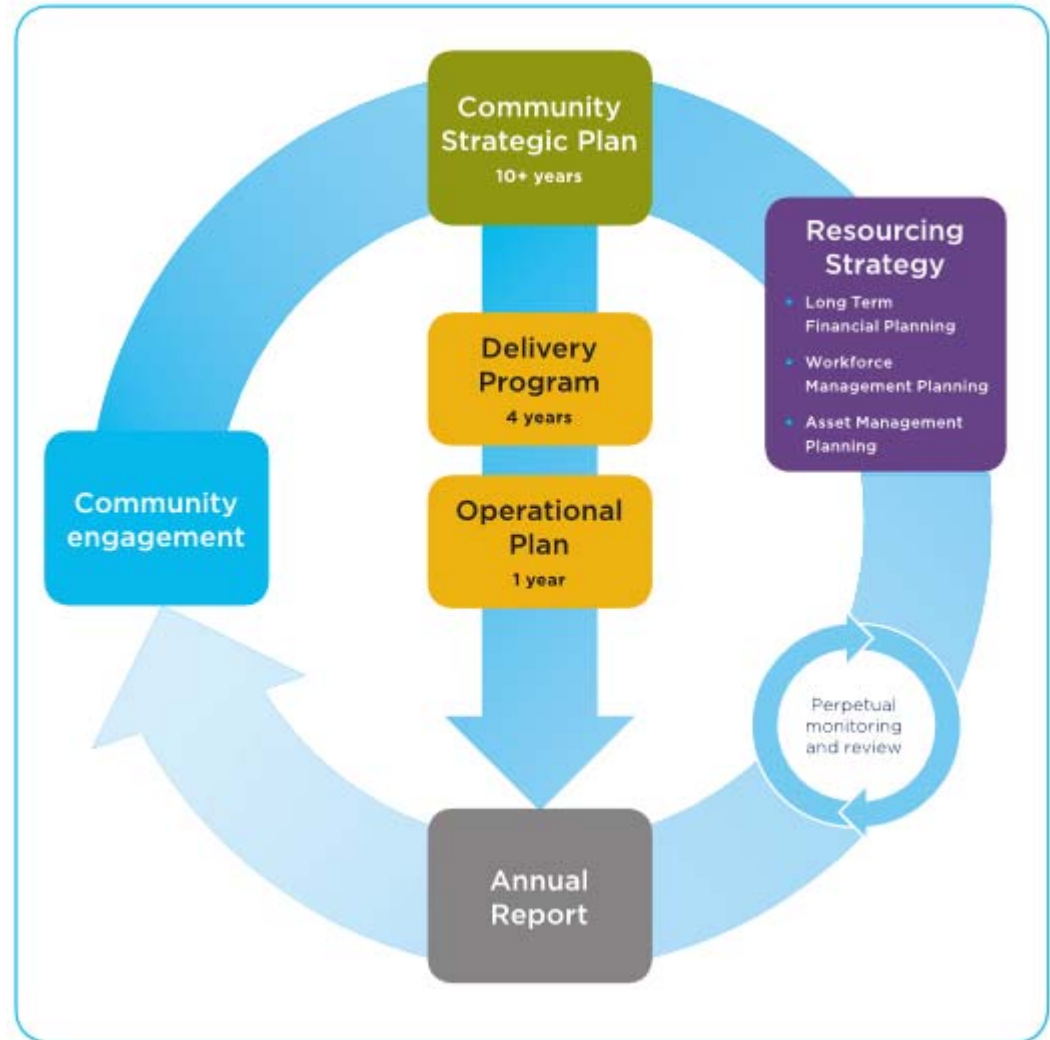 Community
Strategic Plan
10+ years
Resourcing
Strategy
• Long Term
Financial Planning
• Workforce
Management Planning
• Asset Management
Planning
Delivery
Program
4 years
Community
engagement
Operational
Plan
1 year
Perpetual
monitoring
and review
Annual
Report